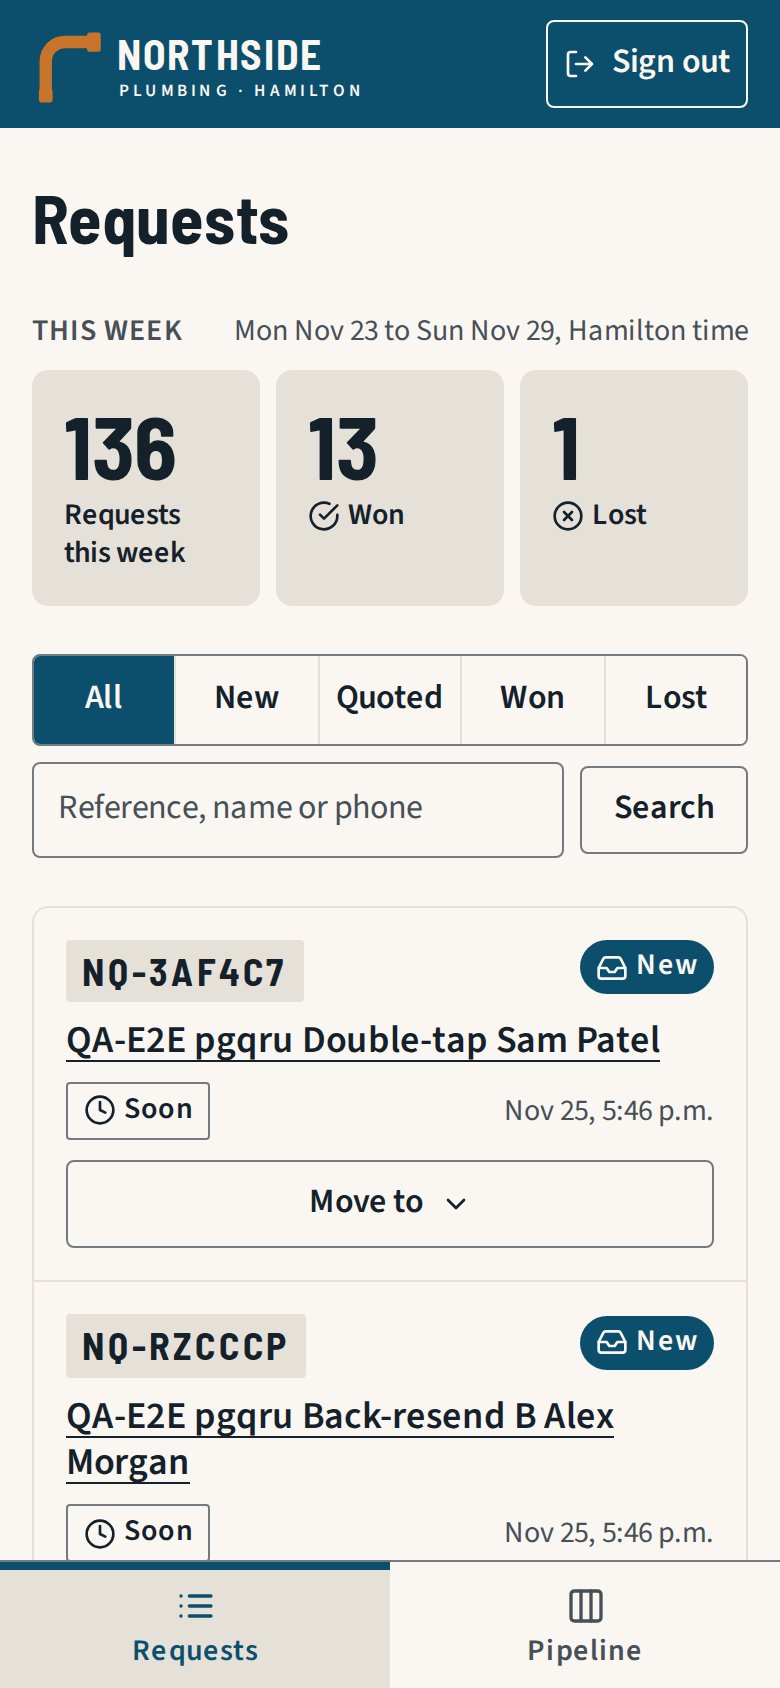 NORTHSIDE
PLUMBING · HAMILTON
Sign out
Requests
THIS WEEK
Mon Nov 23 to Sun Nov 29, Hamilton time
136
Requests
this week
13
Won
1
Lost
All
New
Quoted
Won
Lost
Reference, name or phone
Search
NQ-3AF4C7
New
QA-E2E pgqru Double-tap Sam Patel
Soon
Nov 25, 5:46 p.m.
Move to
NQ-RZCCCP
New
QA-E2E pgqru Back-resend B Alex
Morgan
Soon
Nov 25, 5:46 p.m.
Requests
Pipeline